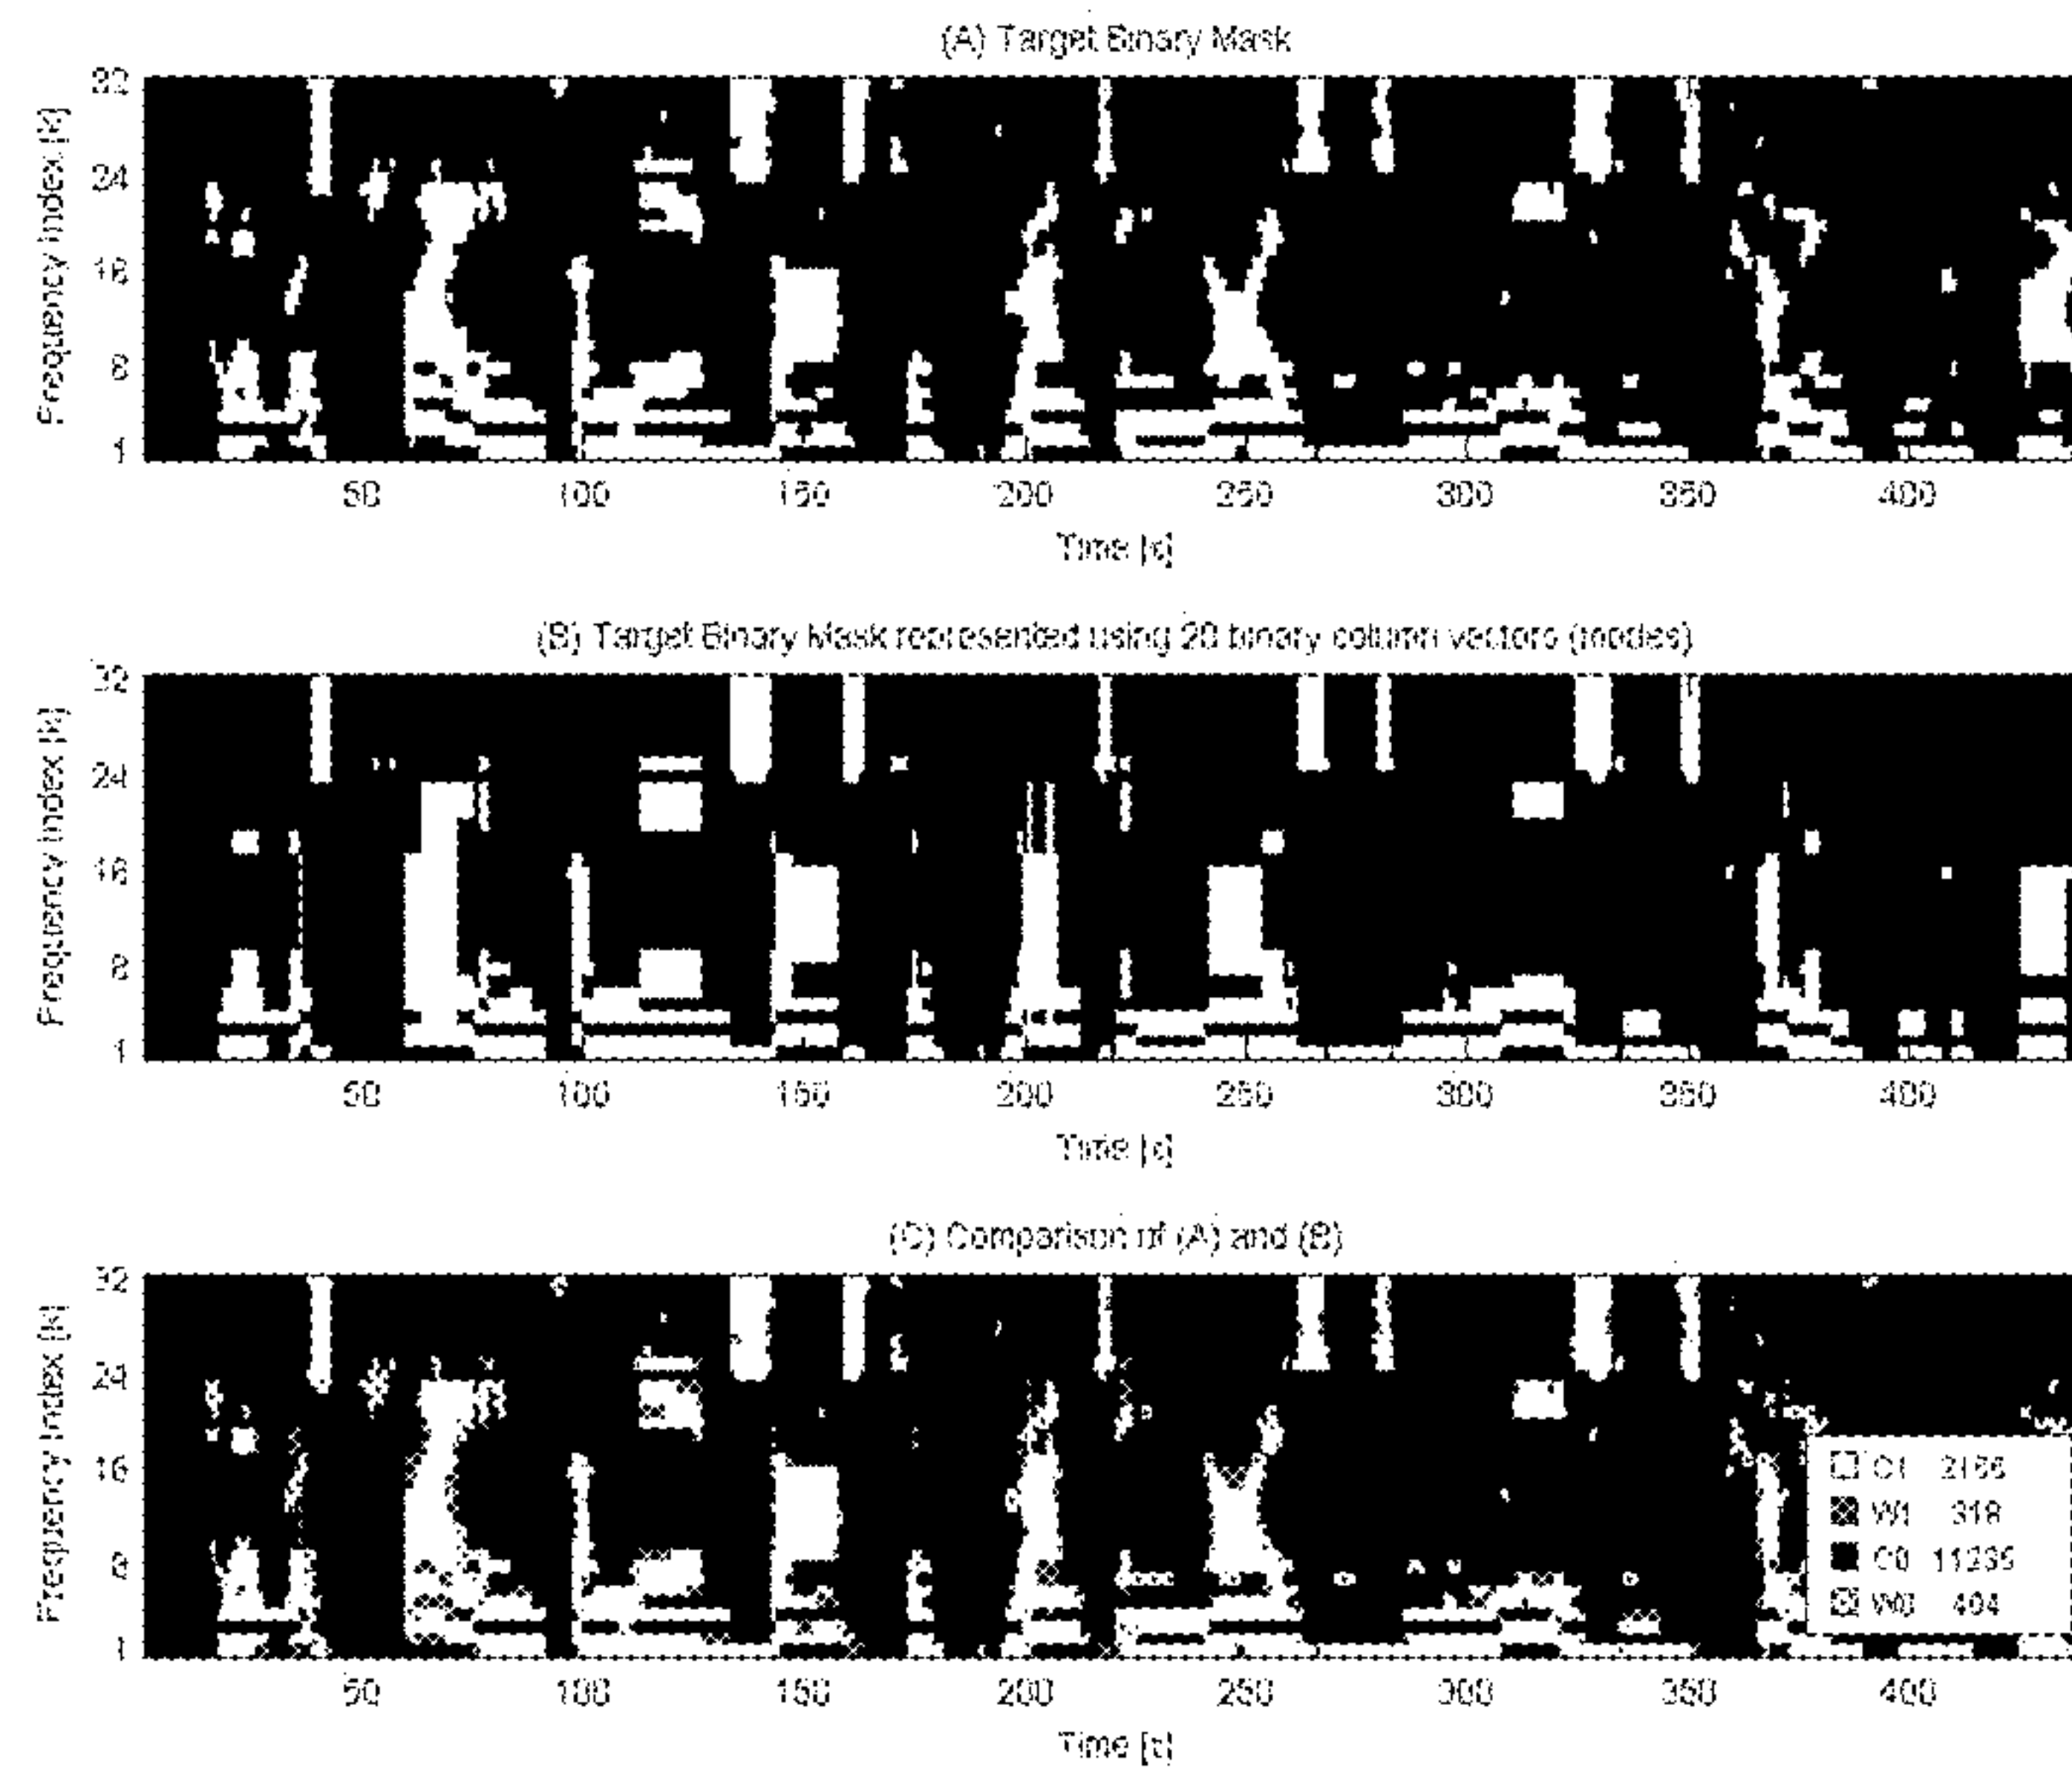 (A) Target Binary Mask
Frequency Index [k]
32
24
16
8
1
50 100 150 200 250 300 350 400
Time [τ]
(B) Target Binary Mask represented using 20 binary column vectors (modes)
Frequency Index [k]
32
24
16
8
1
50 100 150 200 250 300 350 400
Time [τ]
(C) Comparison of (A) and (B)
Frequency Index [k]
32
24
16
8
1
C1 2166
W1 318
C0
W0 404
50 100 150 200 250 300 350 400
Time [τ]